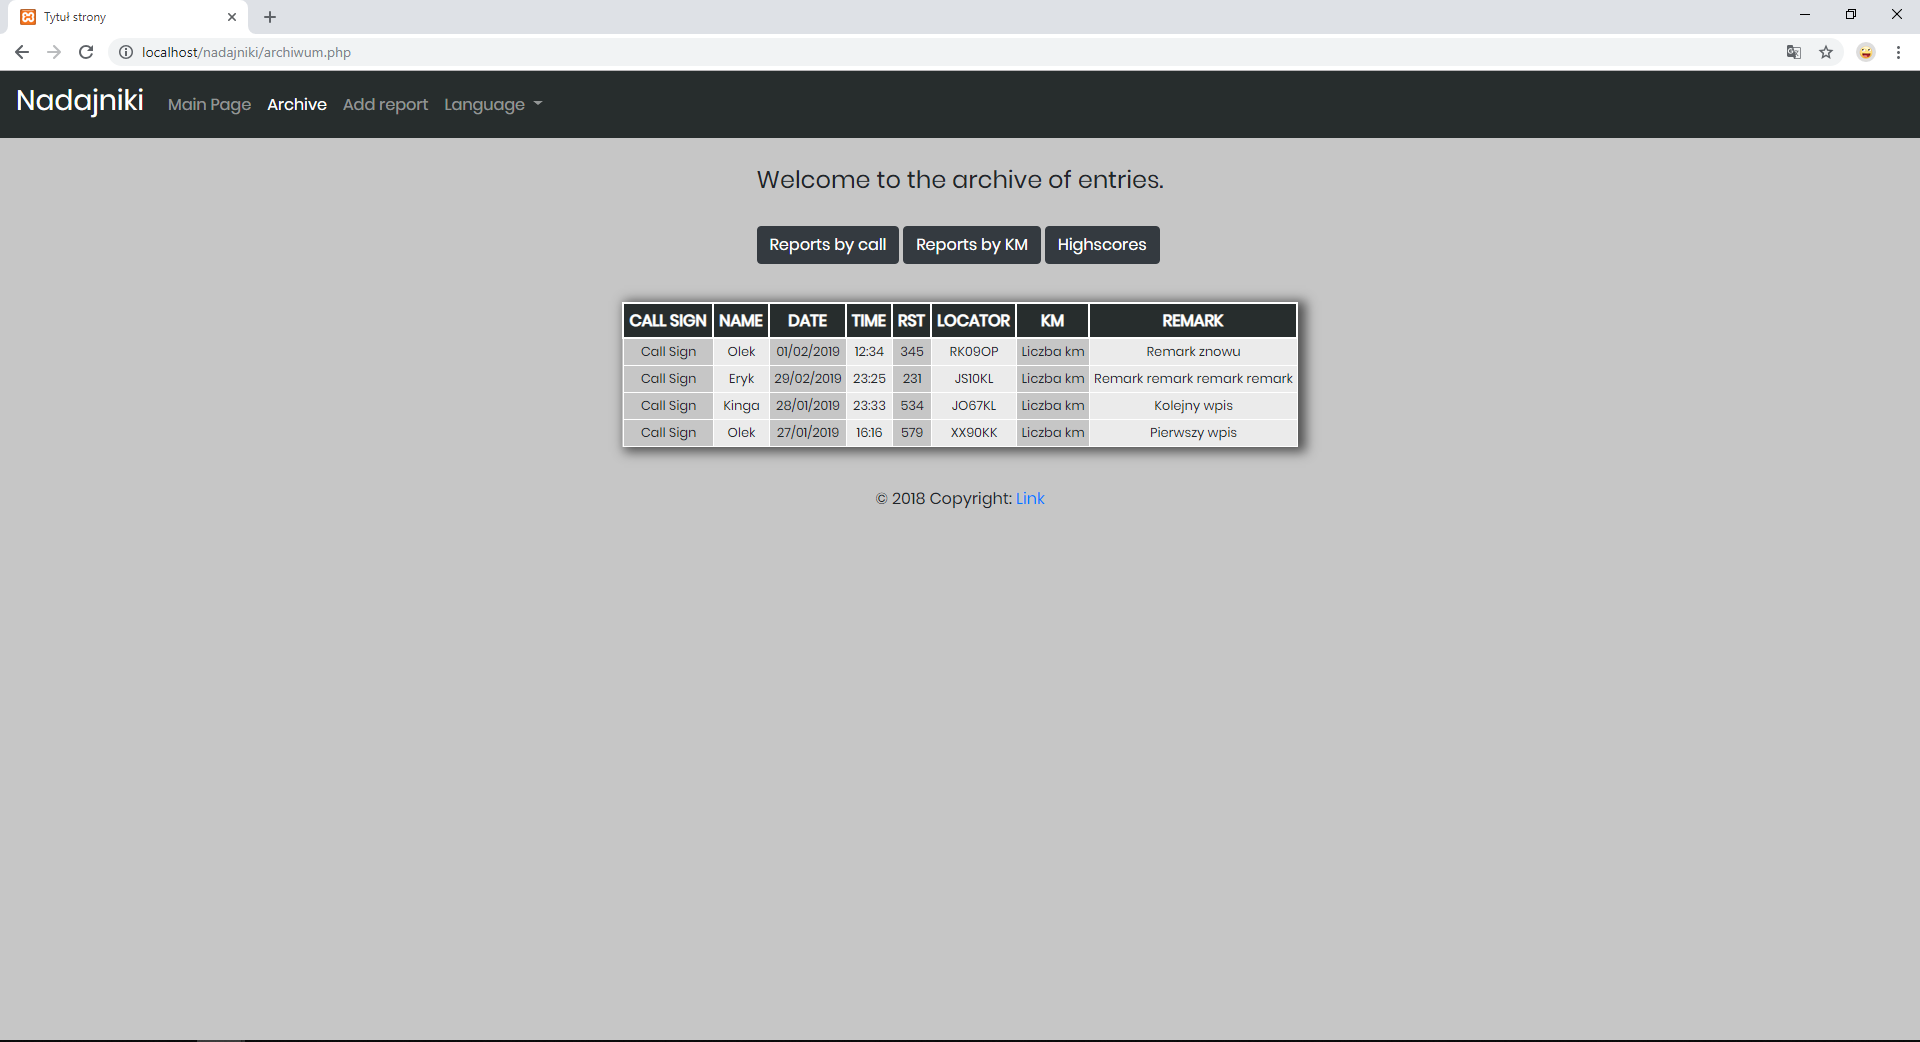 Tytuł strony
localhost/nadajniki/archiwum.php
Nadajniki Main Page Archive Add report Language
Welcome to the archive of entries.
Reports by call Reports by KM Highscores
CALL SIGN NAME DATE TIME RST LOCATOR KM REMARK
Call Sign Olek 01/02/2019 12:34 345 RK09OP Liczba km Remark znowu
Call Sign Eryk 29/02/2019 23:25 231 JS10KL Liczba km Remark remark remark remark
Call Sign Kinga 28/01/2019 23:33 534 JO67KL Liczba km Kolejny wpis
Call Sign Olek 27/01/2019 16:16 579 XX90KK Liczba km Pierwszy wpis
© 2018 Copyright: Link